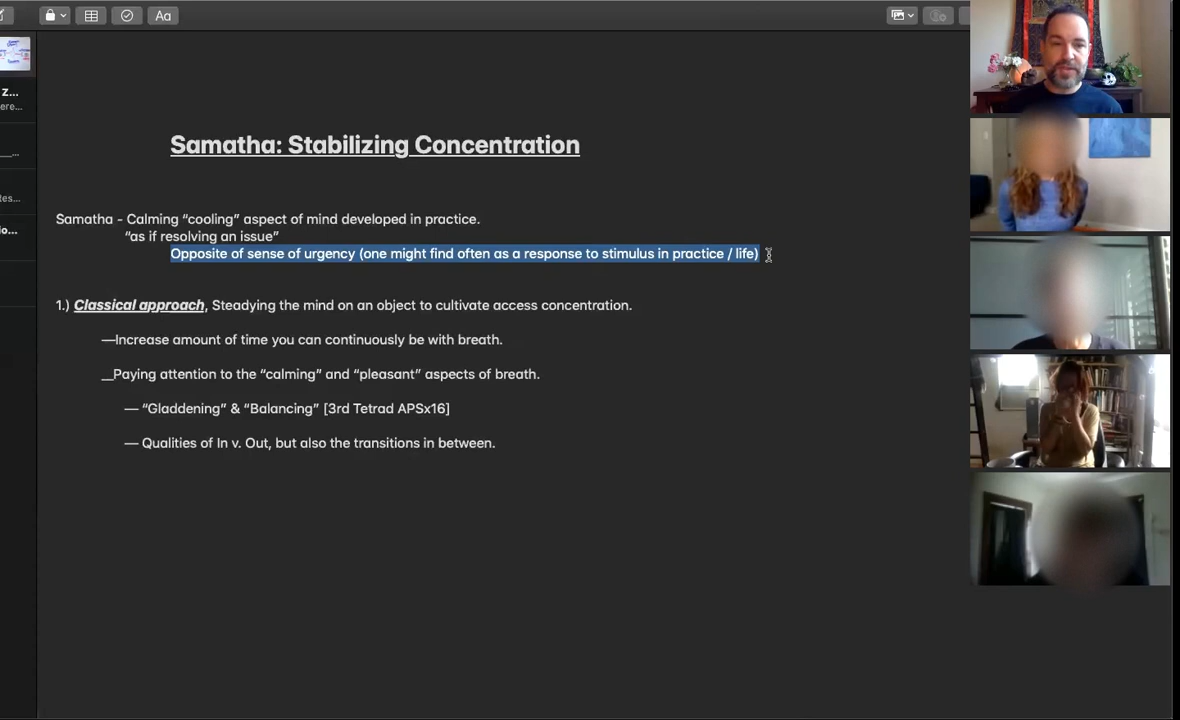 Aa
Z...
ere...
tes...
io...
Samatha: Stabilizing Concentration
Samatha - Calming “cooling” aspect of mind developed in practice.
“as if resolving an issue”
Opposite of sense of urgency (one might find often as a response to stimulus in practice / life)
1.) Classical approach, Steadying the mind on an object to cultivate access concentration.
—Increase amount of time you can continuously be with breath.
__Paying attention to the “calming” and “pleasant” aspects of breath.
— “Gladdening” & “Balancing” [3rd Tetrad APSx16]
— Qualities of In v. Out, but also the transitions in between.